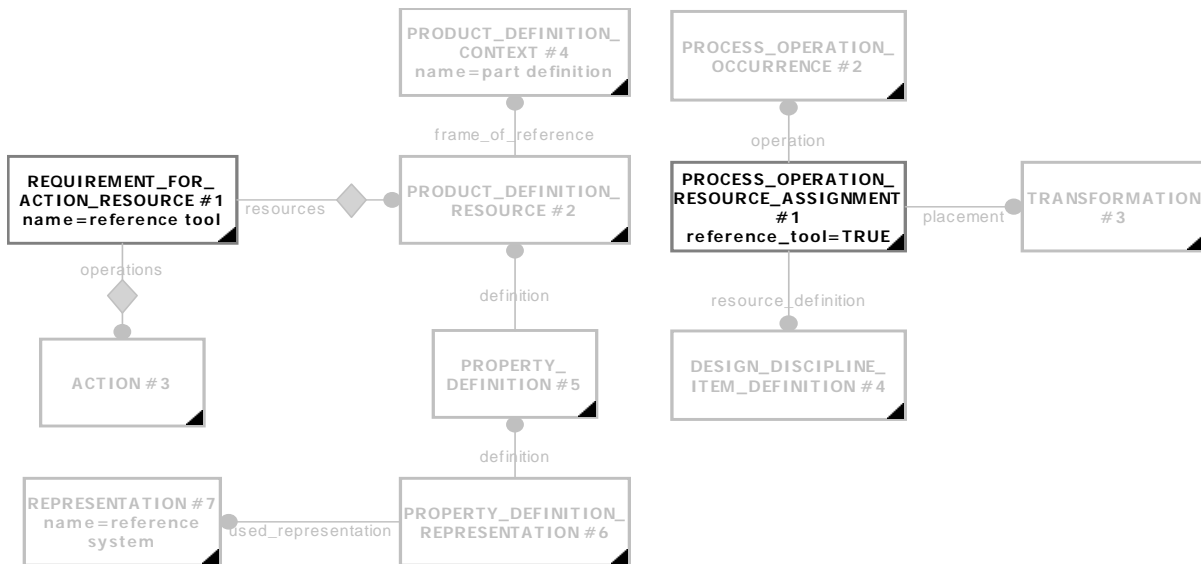 PRODUCT_DEFINITION_
CONTEXT #4
name=part definition
PROCESS_OPERATION_
OCCURRENCE #2
frame_of_reference
operation
REQUIREMENT_FOR_
ACTION_RESOURCE #1
name=reference tool
resources
PRODUCT_DEFINITION_
RESOURCE #2
PROCESS_OPERATION_
RESOURCE_ASSIGNMENT
#1
reference_tool=TRUE
placement
TRANSFORMATION
#3
operations
definition
resource_definition
ACTION #3
PROPERTY_
DEFINITION #5
DESIGN_DISCIPLINE_
ITEM_DEFINITION #4
definition
REPRESENTATION #7
name=reference
system
used_representation
PROPERTY_DEFINITION_
REPRESENTATION #6